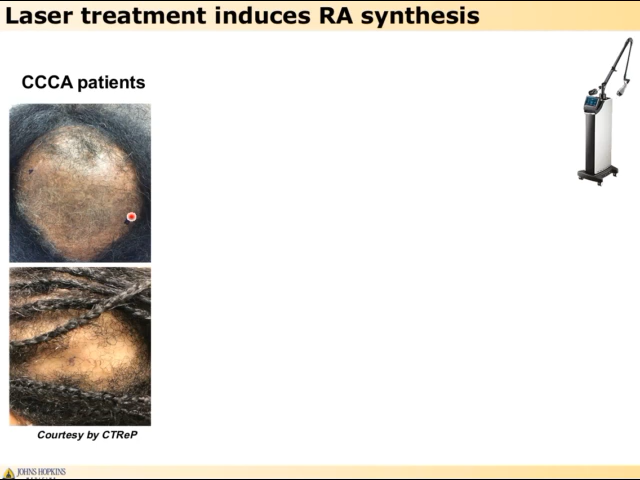 Laser treatment induces RA synthesis
CCCA patients
Courtesy by CTReP
JOHNS HOPKINS